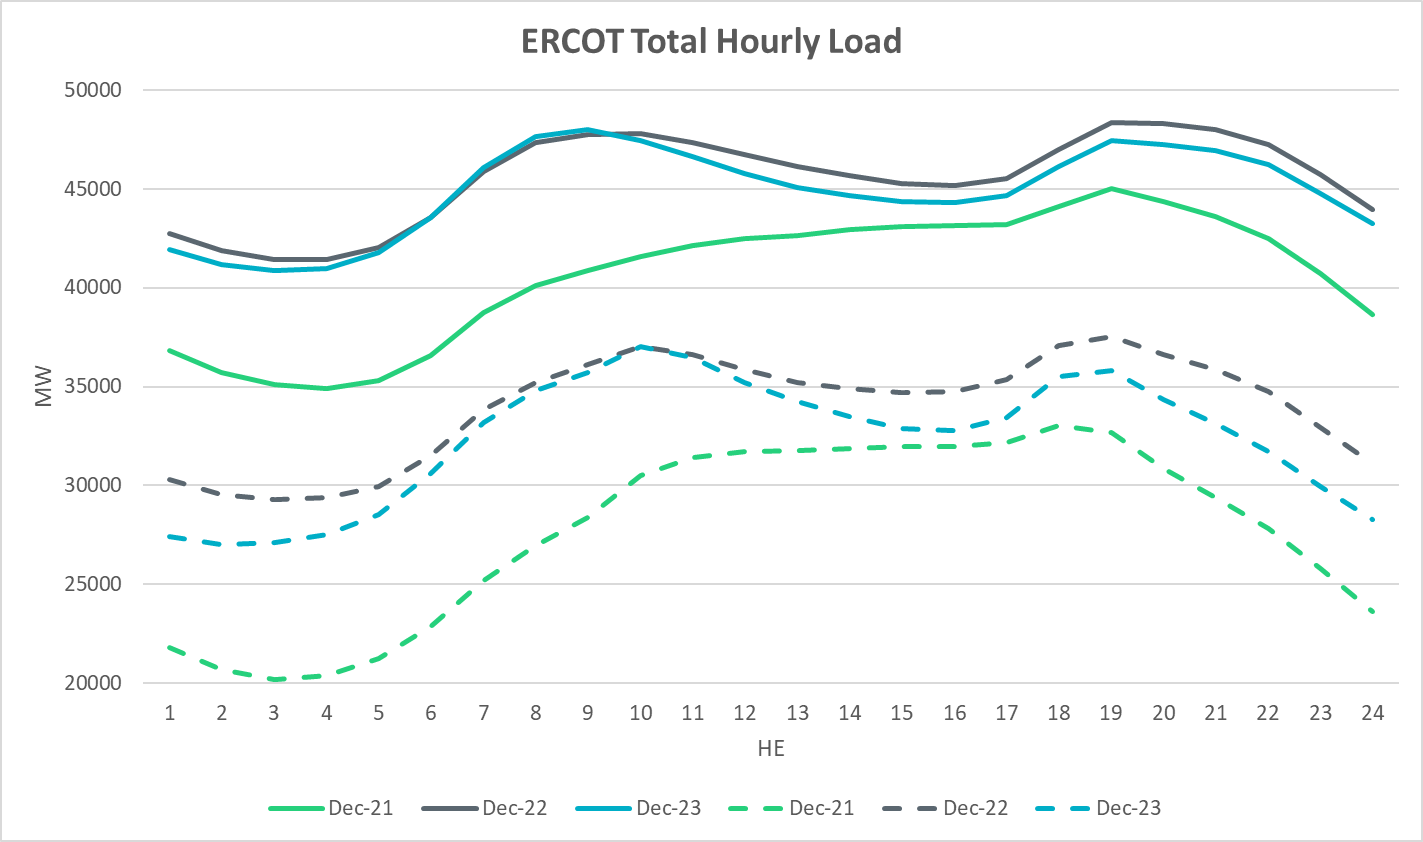 ERCOT Total Hourly Load
50000
45000
40000
35000
30000
25000
20000
MW
1 2 3 4 5 6 7 8 9 10 11 12 13 14 15 16 17 18 19 20 21 22 23 24
HE
Dec-21 Dec-22 Dec-23 Dec-21 Dec-22 Dec-23